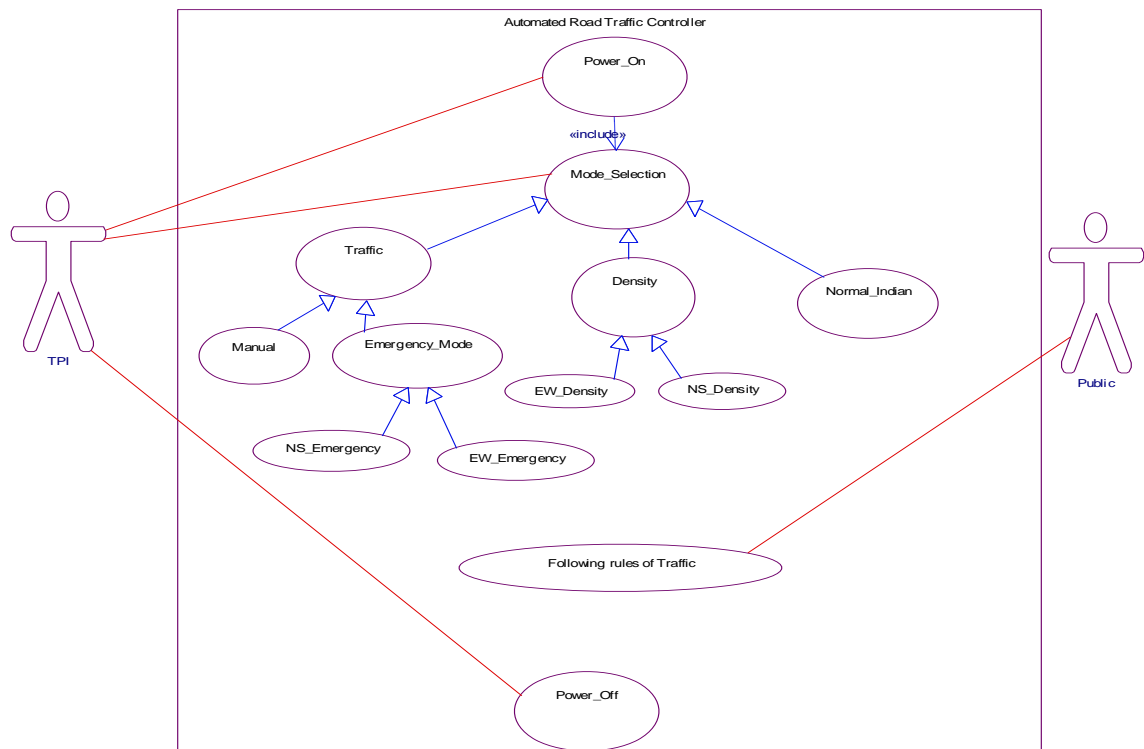 Automated Road Traffic Controller
Power_On
«include»
Mode_Selection
Traffic
Density
Normal_Indian
Manual
Emergency_Mode
EW_Density
NS_Density
NS_Emergency
EW_Emergency
TPI
Public
Following rules of Traffic
Power_Off